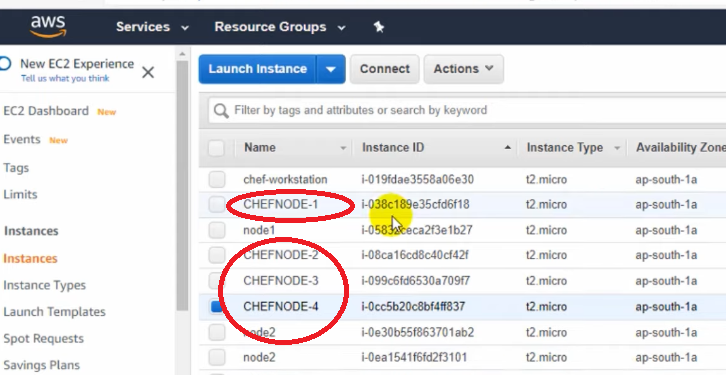 aws Services Resource Groups
New EC2 Experience
Tell us what you think
EC2 Dashboard New
Events New
Tags
Limits
Instances
Instances
Instance Types
Launch Templates
Spot Requests
Savings Plans
Launch Instance Connect Actions
Filter by tags and attributes or search by keyword
Name Instance ID Instance Type Availability Zone
chef-workstation i-019fdae3558a06e30 t2.micro ap-south-1a
CHEFNODE-1 i-038c189e35cfd6f18 t2.micro ap-south-1a
node1 t2.micro ap-south-1a
CHEFNODE-2 i-08ca16cd8c40cf42f t2.micro ap-south-1a
CHEFNODE-3 i-099c6fd6530a709f7 t2.micro ap-south-1a
CHEFNODE-4 i-0cc5b20c8bf4ff837 t2.micro ap-south-1a
node2 i-0e30b55f863701ab2 t2.micro ap-south-1a
node2 i-0ea1541f6fd2f3101 t2.micro ap-south-1a